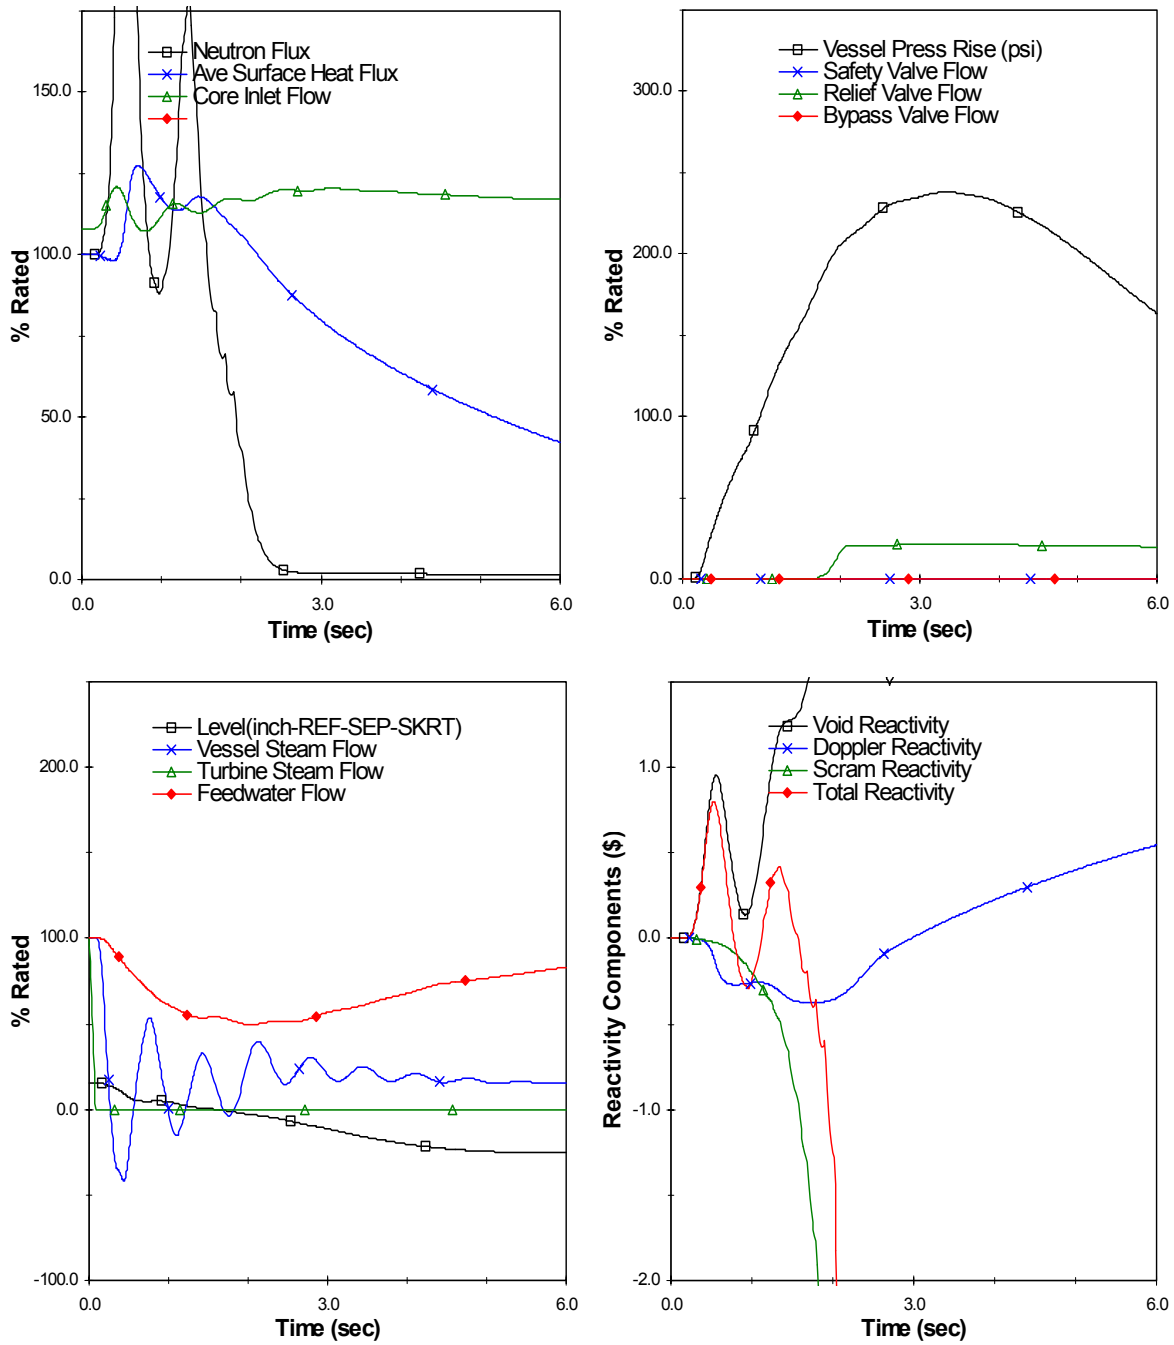 Neutron Flux
Ave Surface Heat Flux
Core Inlet Flow
150.0
100.0
50.0
0.0
% Rated
0.0 3.0 6.0
Time (sec)
Vessel Press Rise (psi)
Safety Valve Flow
Relief Valve Flow
Bypass Valve Flow
300.0
200.0
100.0
0.0
% Rated
0.0 3.0 6.0
Time (sec)
Level(inch-REF-SEP-SKRT)
Vessel Steam Flow
Turbine Steam Flow
Feedwater Flow
200.0
100.0
0.0
-100.0
% Rated
0.0 3.0 6.0
Time (sec)
Void Reactivity
Doppler Reactivity
Scram Reactivity
Total Reactivity
1.0
0.0
-1.0
-2.0
Reactivity Components ($)
0.0 3.0 6.0
Time (sec)